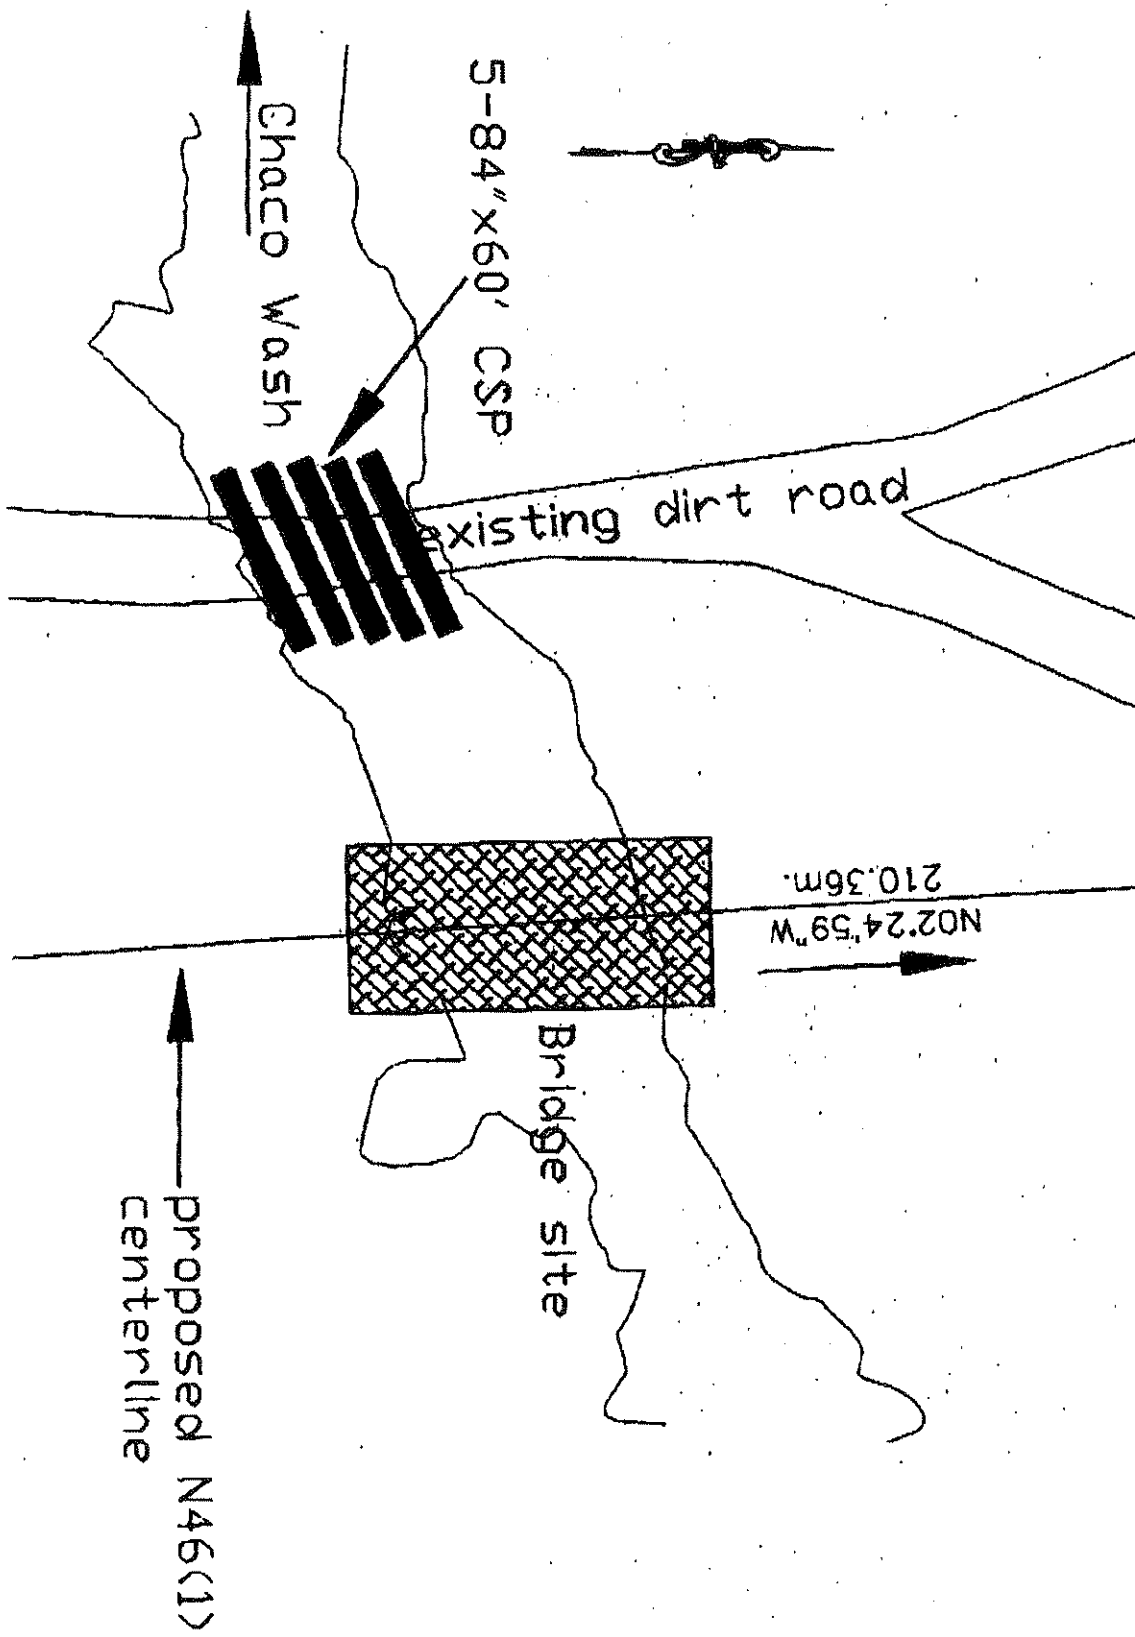 Chaco Wash
5-84"x60' CSP
existing dirt road
210.36m.
N02°24'59"W
Bridge site
proposed N46(1)
centerline